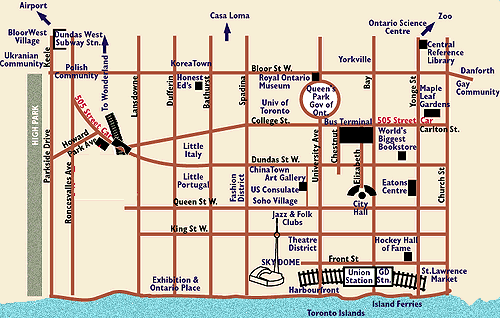 Airport
Casa Loma
Zoo
Ontario Science
Centre
BloorWest
Village
Dundas West
Subway Stn.
Keele
Ukranian
Community
Polish
Community
To Wonderland
KoreaTown
Bloor St W.
Yorkville
Central
Reference
Library
Danforth
Gay
Community
Lansdowne
Dufferin
Honest
Ed's
Bathurst
Spadina
Royal Ontario
Museum
Queen's
Park
Gov of
Ont.
Bay
Yonge St
Maple
Leaf
Gardens
505 Street Car
Univ of
Toronto
College St.
Bus Terminal
505 Street Car
Carlton St.
HIGH PARK
Howard
Park Ave
Parkside Drive
Roncesvalles Ave
Little
Italy
University Ave
Chestnut
Elizabeth
World's
Biggest
Bookstore
Dundas St W.
Little
Portugal
Fashion
District
ChinaTown
Art Gallery
US Consulate
Soho Village
Eatons
Centre
Church St.
Queen St W.
City
Hall
Jazz & Folk
Clubs
King St W.
Theatre
District
SKYDOME
Hockey Hall
of Fame
Front St
Exhibition &
Ontario Place
Union
Station
GO
Stn.
St.Lawrence
Market
Harbourfront
Island Ferries
Toronto Islands